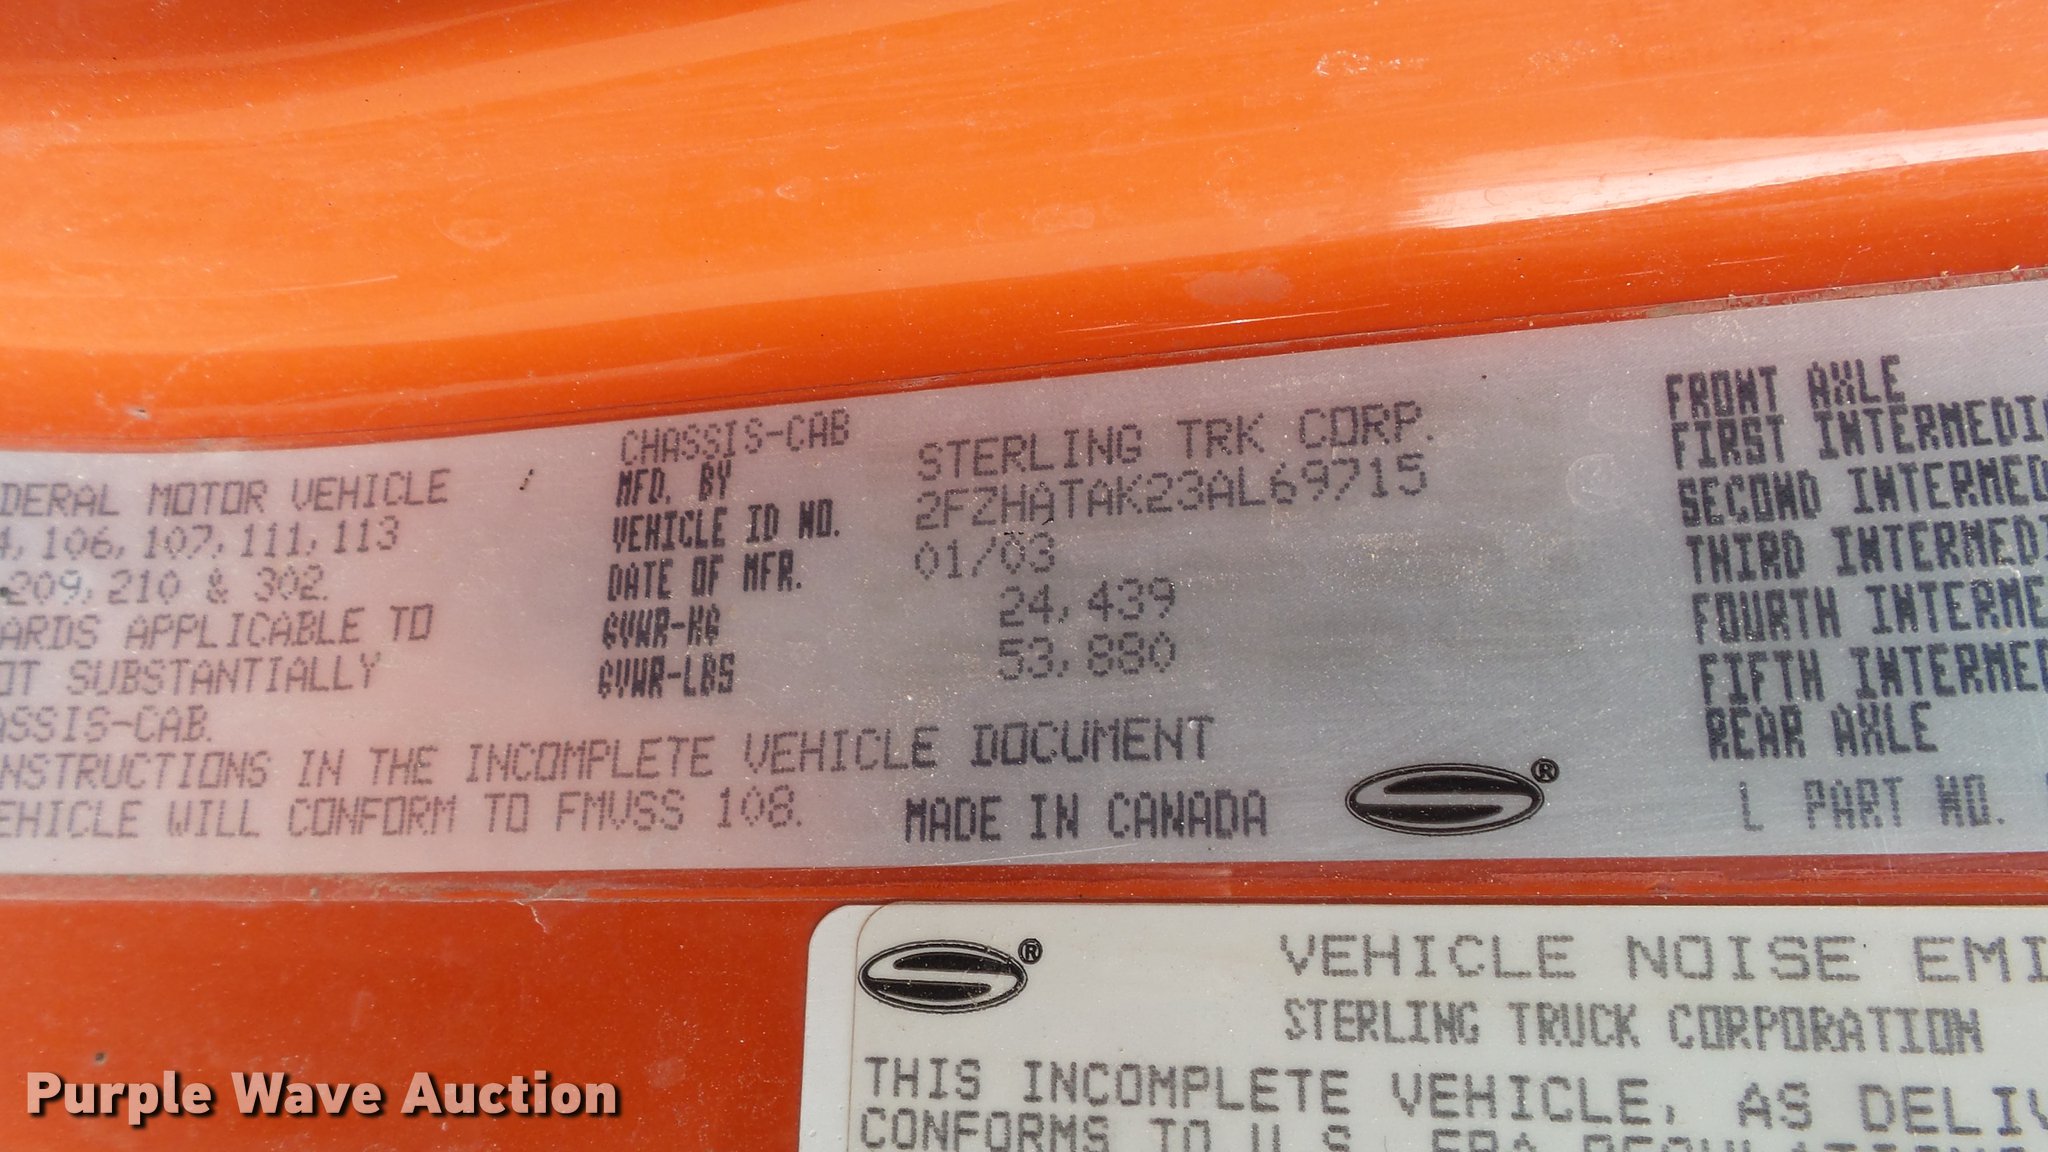 DERAL MOTOR VEHICLE
4, 106, 107, 111, 113
209, 210 & 302.
ARDS APPLICABLE TO
OT SUBSTANTIALLY
ASSIS-CAB.
NSTRUCTIONS IN THE INCOMPLETE VEHICLE DOCUMENT
EHICLE WILL CONFORM TO FMVSS 108.
CHASSIS-CAB
MFD. BY STERLING TRK CORP.
VEHICLE ID NO. 2FZHATAK23AL69715
DATE OF MFR. 01/03
GVWR-KG 24,439
GVWR-LBS 53,880
MADE IN CANADA
®
FRONT AXLE
FIRST INTERMEDI
SECOND INTERMED
THIRD INTERMEDI
FOURTH INTERME
FIFTH INTERMED
REAR AXLE
L PART NO.
®
VEHICLE NOISE EMI
STERLING TRUCK CORPORATION
THIS INCOMPLETE VEHICLE, AS DELIV
CONFORMS TO U.S. EPA REGULATIONS
Purple Wave Auction